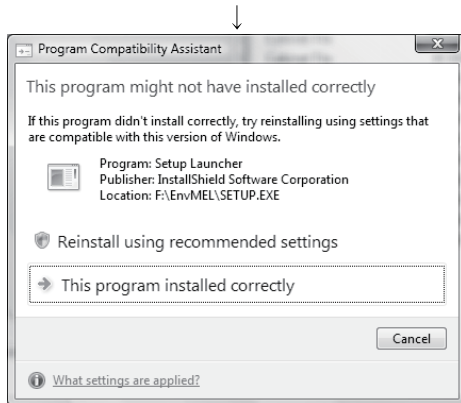 Program Compatibility Assistant
This program might not have installed correctly
If this program didn't install correctly, try reinstalling using settings that
are compatible with this version of Windows.
Program: Setup Launcher
Publisher: InstallShield Software Corporation
Location: F:\EnvMEL\SETUP.EXE
Reinstall using recommended settings
This program installed correctly
Cancel
What settings are applied?